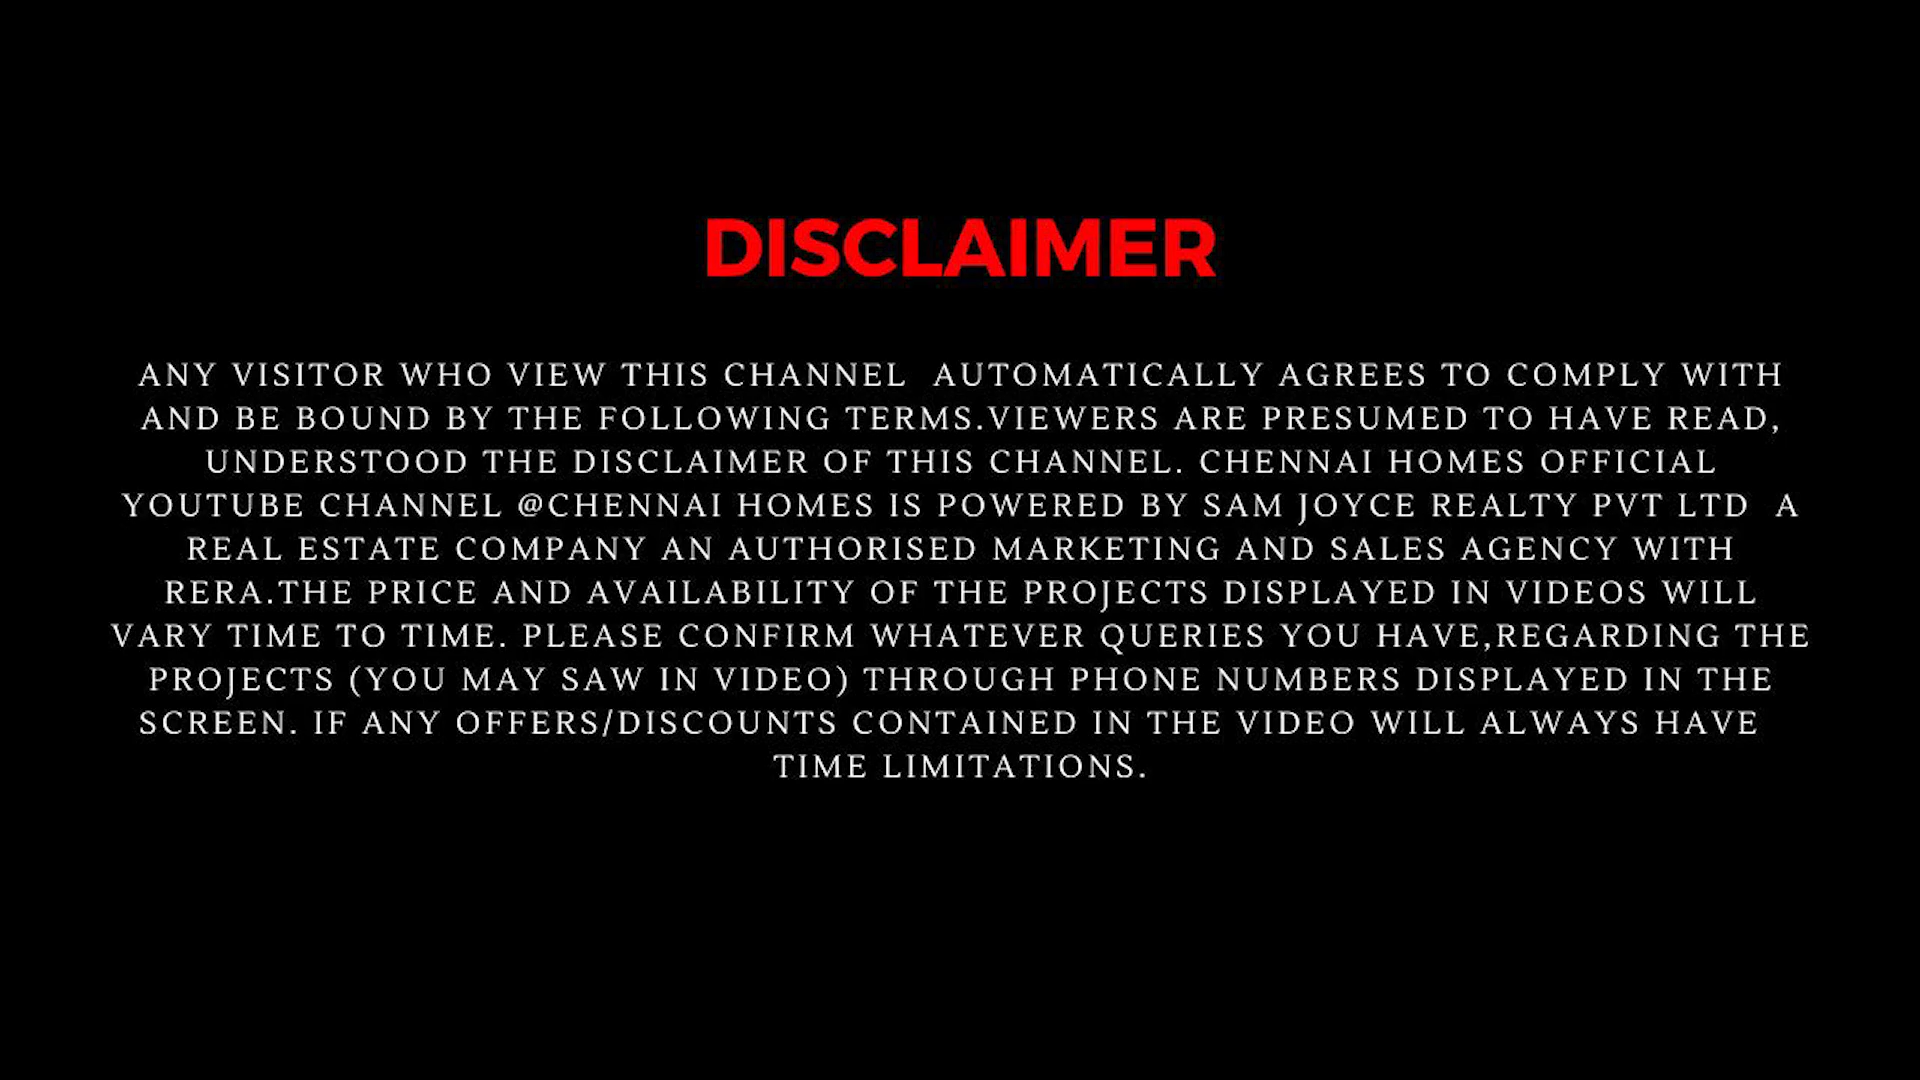 DISCLAIMER
ANY VISITOR WHO VIEW THIS CHANNEL AUTOMATICALLY AGREES TO COMPLY WITH
AND BE BOUND BY THE FOLLOWING TERMS.VIEWERS ARE PRESUMED TO HAVE READ,
UNDERSTOOD THE DISCLAIMER OF THIS CHANNEL. CHENNAI HOMES OFFICIAL
YOUTUBE CHANNEL @CHENNAI HOMES IS POWERED BY SAM JOYCE REALTY PVT LTD A
REAL ESTATE COMPANY AN AUTHORISED MARKETING AND SALES AGENCY WITH
RERA.THE PRICE AND AVAILABILITY OF THE PROJECTS DISPLAYED IN VIDEOS WILL
VARY TIME TO TIME. PLEASE CONFIRM WHATEVER QUERIES YOU HAVE,REGARDING THE
PROJECTS (YOU MAY SAW IN VIDEO) THROUGH PHONE NUMBERS DISPLAYED IN THE
SCREEN. IF ANY OFFERS/DISCOUNTS CONTAINED IN THE VIDEO WILL ALWAYS HAVE
TIME LIMITATIONS.